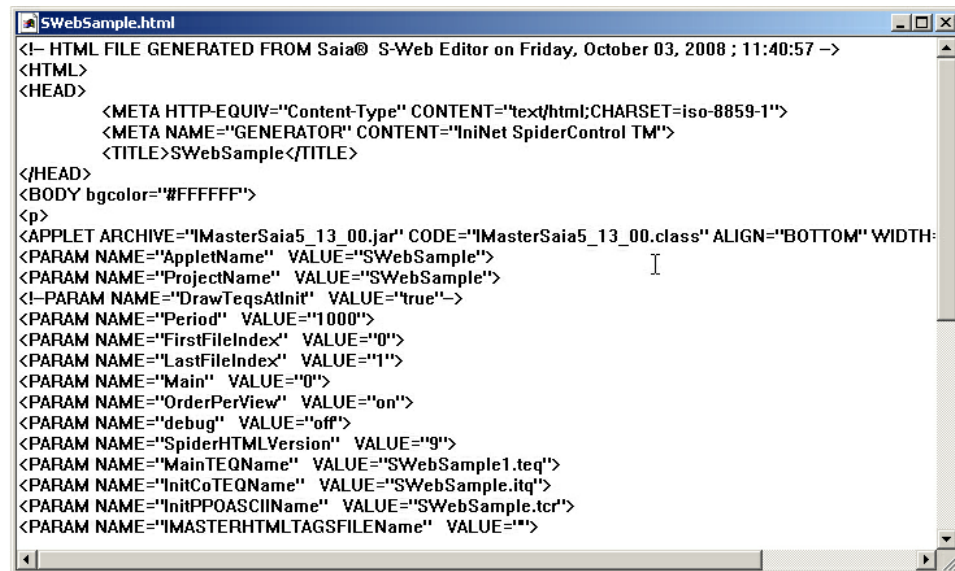 SWebSample.html
<!-- HTML FILE GENERATED FROM Saia® S-Web Editor on Friday, October 03, 2008 ; 11:40:57 -->
<HTML>
<HEAD>
<META HTTP-EQUIV="Content-Type" CONTENT="text/html;CHARSET=iso-8859-1">
<META NAME="GENERATOR" CONTENT="IniNet SpiderControl TM">
<TITLE>SWebSample</TITLE>
</HEAD>
<BODY bgcolor="#FFFFFF">
<p>
<APPLET ARCHIVE="IMasterSaia5_13_00.jar" CODE="IMasterSaia5_13_00.class" ALIGN="BOTTOM" WIDTH=
<PARAM NAME="AppletName" VALUE="SWebSample">
<PARAM NAME="ProjectName" VALUE="SWebSample">
<!--PARAM NAME="DrawTeqsAtInit" VALUE="true"-->
<PARAM NAME="Period" VALUE="1000">
<PARAM NAME="FirstFileIndex" VALUE="0">
<PARAM NAME="LastFileIndex" VALUE="1">
<PARAM NAME="Main" VALUE="0">
<PARAM NAME="OrderPerView" VALUE="on">
<PARAM NAME="debug" VALUE="off">
<PARAM NAME="SpiderHTMLVersion" VALUE="9">
<PARAM NAME="MainTEQName" VALUE="SWebSample1.teq">
<PARAM NAME="InitCoTEQName" VALUE="SWebSample.itq">
<PARAM NAME="InitPPOASCIIName" VALUE="SWebSample.tcr">
<PARAM NAME="IMASTERHTMLTAGSFILEName" VALUE="">